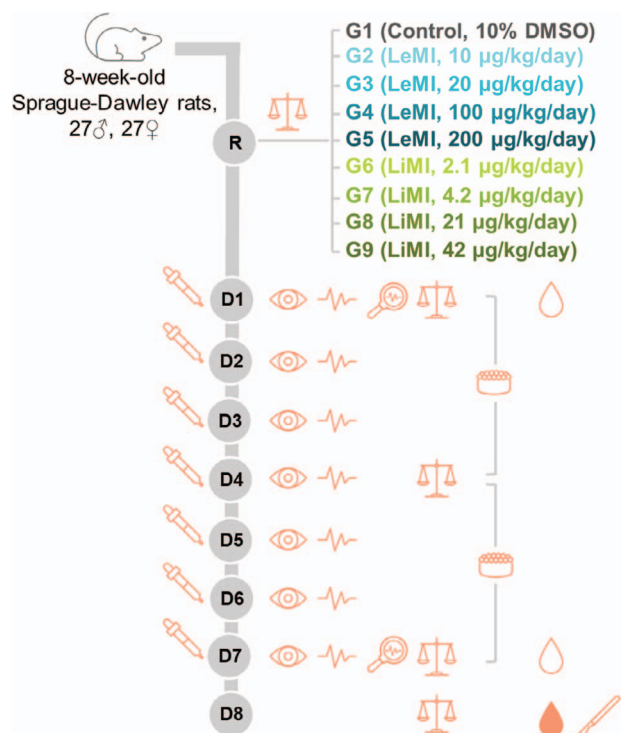 8-week-old
Sprague-Dawley rats,
27♂, 27♀
R
G1 (Control, 10% DMSO)
G2 (LeMI, 10 µg/kg/day)
G3 (LeMI, 20 µg/kg/day)
G4 (LeMI, 100 µg/kg/day)
G5 (LeMI, 200 µg/kg/day)
G6 (LiMI, 2.1 µg/kg/day)
G7 (LiMI, 4.2 µg/kg/day)
G8 (LiMI, 21 µg/kg/day)
G9 (LiMI, 42 µg/kg/day)
D1
D2
D3
D4
D5
D6
D7
D8